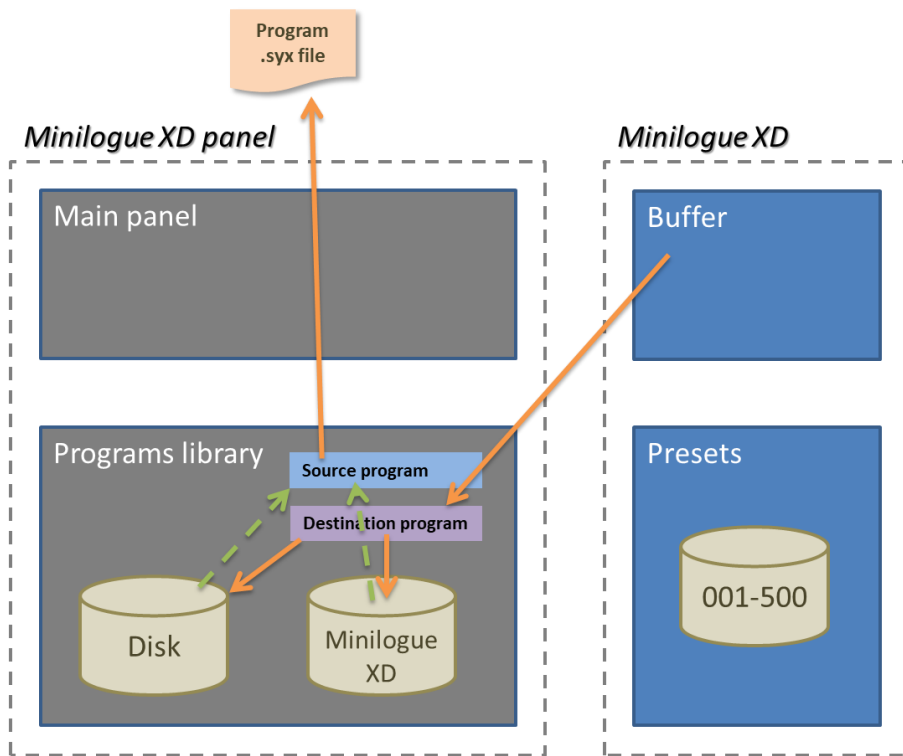 Program
.syx file
Minilogue XD panel
Minilogue XD
Main panel
Buffer
Programs library
Source program
Destination program
Disk
Minilogue
XD
Presets
001-500